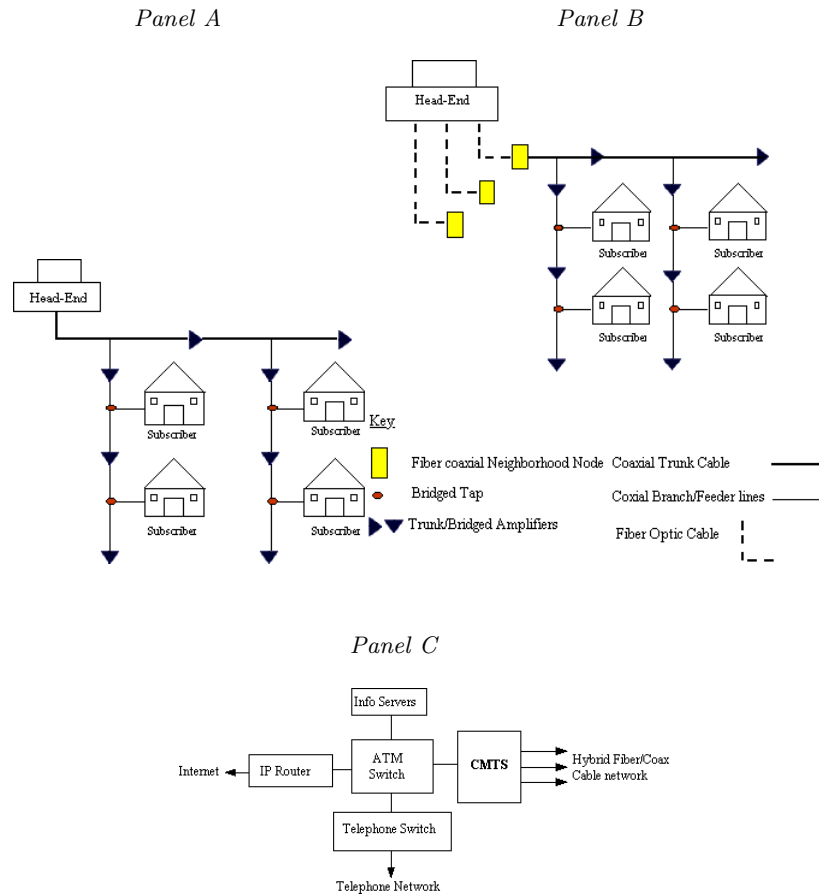 Panel A
Panel B
Head-End
Subscriber
Subscriber
Subscriber
Subscriber
Head-End
Subscriber
Subscriber
Subscriber
Subscriber
Key
Fiber coaxial Neighborhood Node
Coaxial Trunk Cable
Bridged Tap
Coxial Branch/Feeder lines
Trunk/Bridged Amplifiers
Fiber Optic Cable
Panel C
Info Servers
Internet
IP Router
ATM
Switch
CMTS
Hybrid Fiber/Coax
Cable network
Telephone Switch
Telephone Network